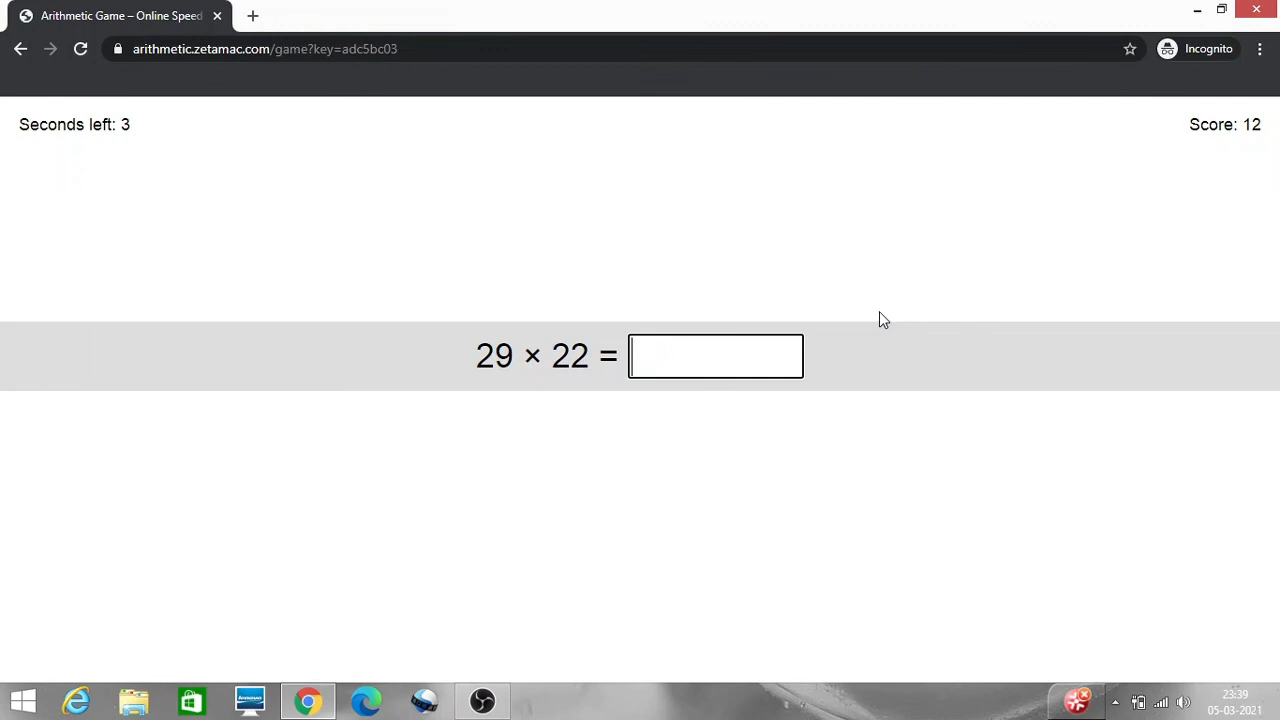 Arithmetic Game – Online Speed
arithmetic.zetamac.com/game?key=adc5bc03
Incognito
Seconds left: 3
Score: 12
29 × 22 =
23:39
05-03-2021